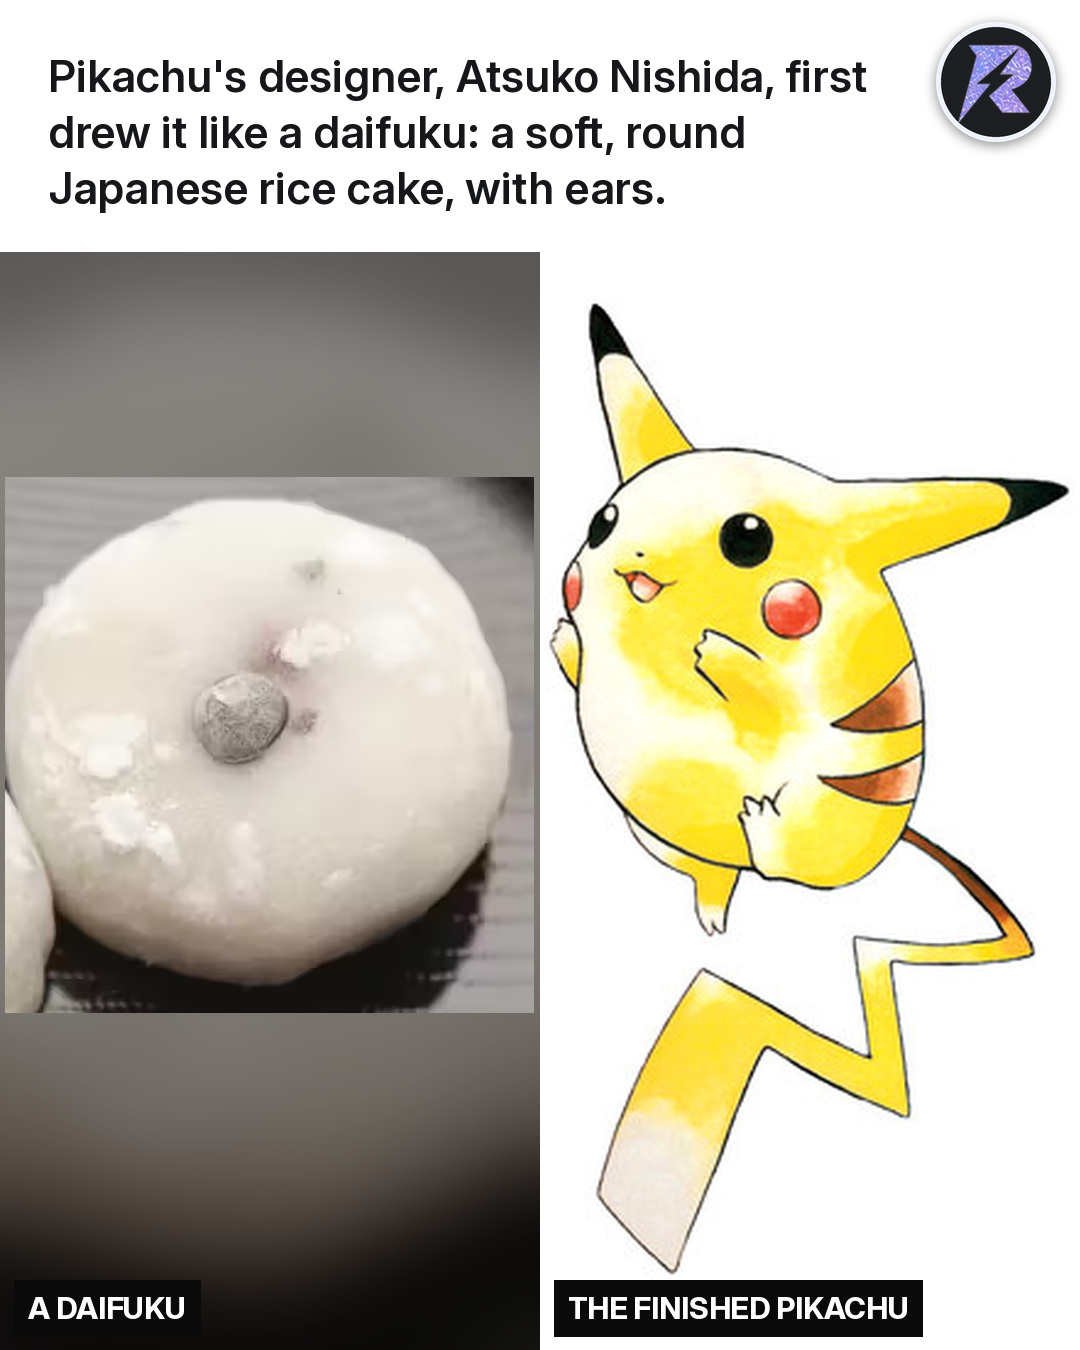 Pikachu's designer, Atsuko Nishida, first
drew it like a daifuku: a soft, round
Japanese rice cake, with ears.
R
A DAIFUKU
THE FINISHED PIKACHU